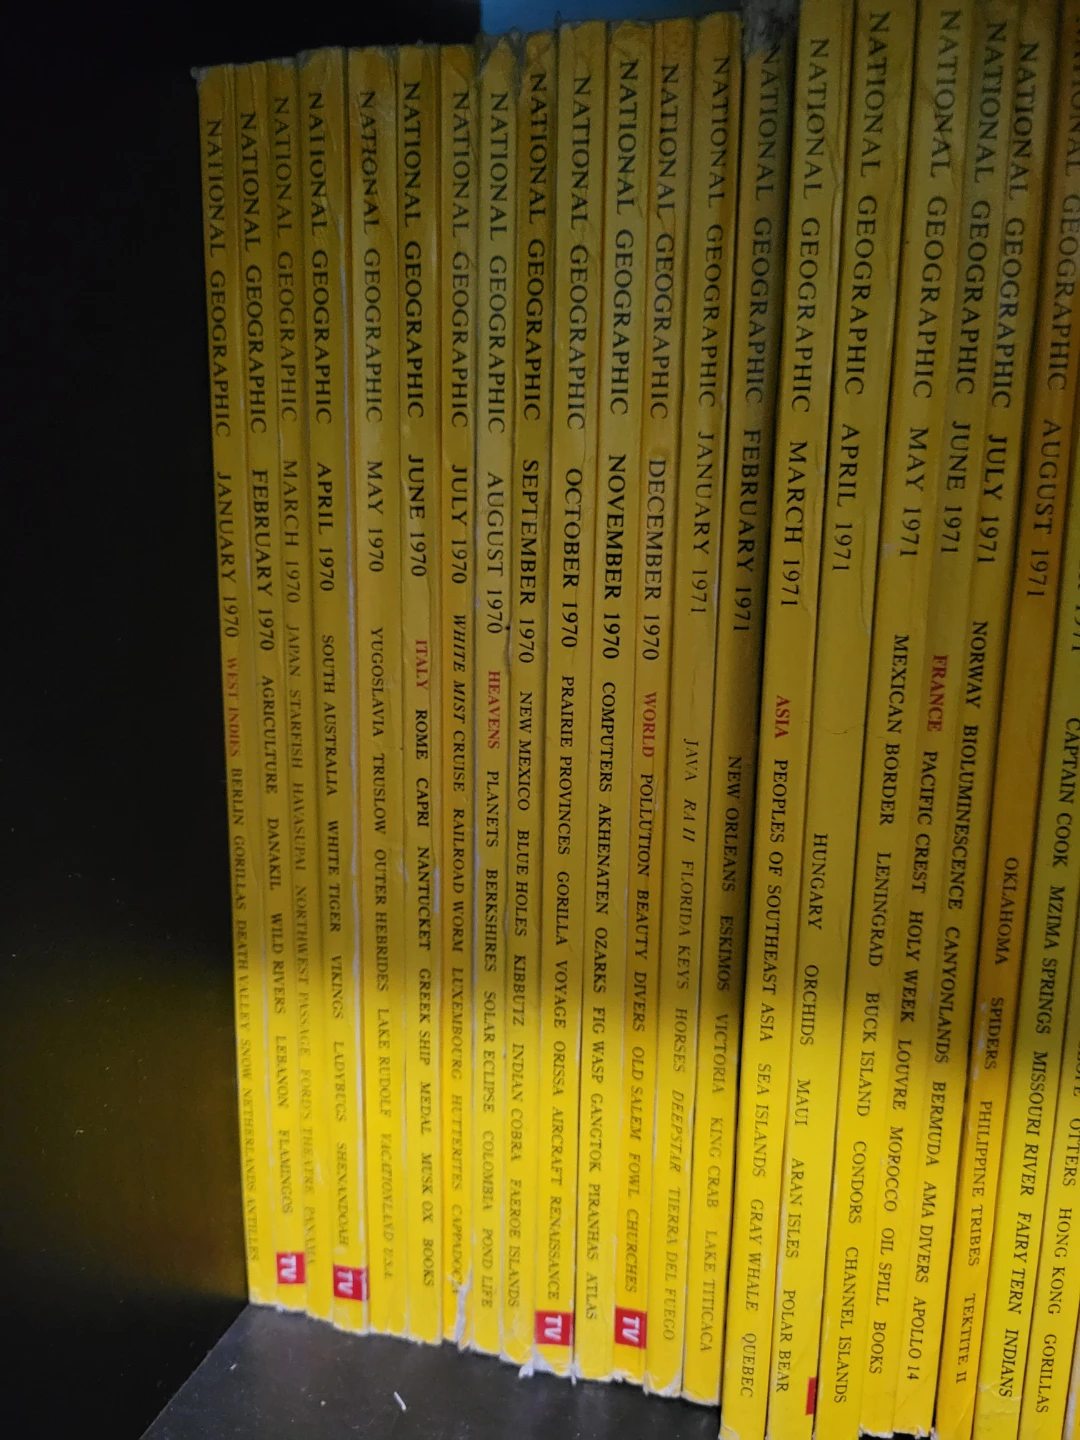 NATIONAL GEOGRAPHIC JANUARY 1970 WEST INDIES BERLIN GORILLAS DEATH VALLEY SNOW NETHERLANDS ANTILLES
NATIONAL GEOGRAPHIC FEBRUARY 1970 AGRICULTURE DANAKIL WILD RIVERS LEBANON FLAMINGOS TV
NATIONAL GEOGRAPHIC MARCH 1970 JAPAN STARFISH HAVASUPAI NORTHWEST PASSAGE FORD'S THEATRE PANAMA
NATIONAL GEOGRAPHIC APRIL 1970 SOUTH AUSTRALIA WHITE TIGER VIKINGS LADYBUGS SHENANDOAH TV
NATIONAL GEOGRAPHIC MAY 1970 YUGOSLAVIA TRUSLOW OUTER HEBRIDES LAKE RUDOLF VACATIONLAND U.S.A.
NATIONAL GEOGRAPHIC JUNE 1970 ITALY ROME CAPRI NANTUCKET GREEK SHIP MEDAL MUSK OX BOOKS
NATIONAL GEOGRAPHIC JULY 1970 WHITE MIST CRUISE RAILROAD WORM LUXEMBOURG HUTTERITES CAPPADOCIA
NATIONAL GEOGRAPHIC AUGUST 1970 HEAVENS PLANETS BERKSHIRES SOLAR ECLIPSE COLOMBIA POND LIFE
NATIONAL GEOGRAPHIC SEPTEMBER 1970 NEW MEXICO BLUE HOLES KIBBUTZ INDIAN COBRA FAEROE ISLANDS
NATIONAL GEOGRAPHIC OCTOBER 1970 PRAIRIE PROVINCES GORILLA VOYAGE ORISSA AIRCRAFT RENAISSANCE TV
NATIONAL GEOGRAPHIC NOVEMBER 1970 COMPUTERS AKHENATEN OZARKS FIG WASP GANGTOK PIRANHAS ATLAS
NATIONAL GEOGRAPHIC DECEMBER 1970 WORLD POLLUTION BEAUTY DIVERS OLD SALEM FOWL CHURCHES TV
NATIONAL GEOGRAPHIC JANUARY 1971 JAVA RA II FLORIDA KEYS HORSES DEEPSTAR TIERRA DEL FUEGO
NATIONAL GEOGRAPHIC FEBRUARY 1971 NEW ORLEANS ESKIMOS VICTORIA KING CRAB LAKE TITICACA
NATIONAL GEOGRAPHIC MARCH 1971 ASIA PEOPLES OF SOUTHEAST ASIA SEA ISLANDS GRAY WHALE QUEBEC
NATIONAL GEOGRAPHIC APRIL 1971 HUNGARY ORCHIDS MAUI ARAN ISLES POLAR BEAR
NATIONAL GEOGRAPHIC MAY 1971 MEXICAN BORDER LENINGRAD BUCK ISLAND CONDORS CHANNEL ISLANDS
NATIONAL GEOGRAPHIC JUNE 1971 FRANCE PACIFIC CREST HOLY WEEK LOUVRE MOROCCO OIL SPILL BOOKS
NATIONAL GEOGRAPHIC JULY 1971 NORWAY BIOLUMINESCENCE CANYONLANDS BERMUDA AMA DIVERS APOLLO 14
NATIONAL GEOGRAPHIC AUGUST 1971 OKLAHOMA SPIDERS PHILIPPINE TRIBES TEKTITE II
CAPTAIN COOK MZIMA SPRINGS MISSOURI RIVER FAIRY TERN INDIANS
OTTERS HONG KONG GORILLAS